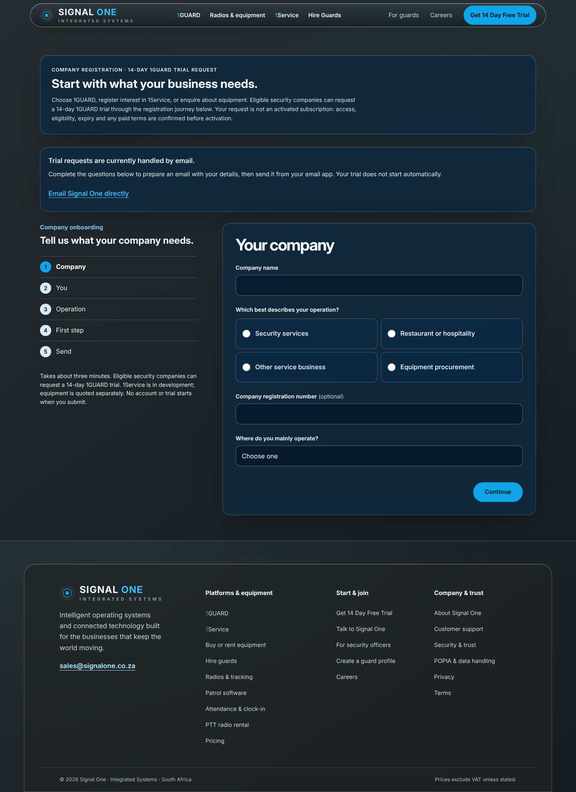 SIGNAL ONE
INTEGRATED SYSTEMS
1GUARD
Radios & equipment
1Service
Hire Guards
For guards
Careers
Get 14 Day Free Trial
COMPANY REGISTRATION · 14-DAY 1GUARD TRIAL REQUEST
Start with what your business needs.
Choose 1GUARD, register interest in 1Service, or enquire about equipment. Eligible security companies can request
a 14-day 1GUARD trial through the registration journey below. Your request is not an activated subscription: access,
eligibility, expiry and any paid terms are confirmed before activation.
Trial requests are currently handled by email.
Complete the questions below to prepare an email with your details, then send it from your email app. Your trial does not start automatically.
Email Signal One directly
Company onboarding
Tell us what your company needs.
1 Company
2 You
3 Operation
4 First step
5 Send
Takes about three minutes. Eligible security companies can
request a 14-day 1GUARD trial. 1Service is in development;
equipment is quoted separately. No account or trial starts
when you submit.
Your company
Company name
Which best describes your operation?
Security services
Restaurant or hospitality
Other service business
Equipment procurement
Company registration number (optional)
Where do you mainly operate?
Choose one
Continue
SIGNAL ONE
INTEGRATED SYSTEMS
Intelligent operating systems
and connected technology built
for the businesses that keep the
world moving.
sales@signalone.co.za
Platforms & equipment
1GUARD
1Service
Buy or rent equipment
Hire guards
Radios & tracking
Patrol software
Attendance & clock-in
PTT radio rental
Pricing
Start & join
Get 14 Day Free Trial
Talk to Signal One
For security officers
Create a guard profile
Careers
Company & trust
About Signal One
Customer support
Security & trust
POPIA & data handling
Privacy
Terms
© 2026 Signal One · Integrated Systems · South Africa
Prices exclude VAT unless stated